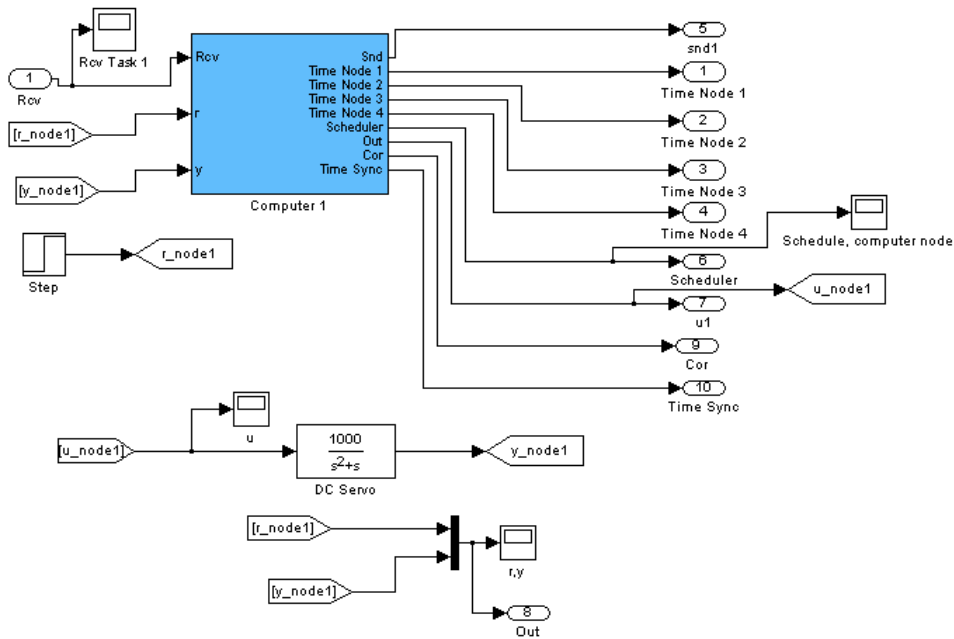 5
snd1
Rcv Task 1
1
Rcv
Rcv
Snd
Time Node 1
Time Node 2
Time Node 3
Time Node 4
Scheduler
Out
Cor
Time Sync
r
y
Computer 1
[r_node1]
[y_node1]
1
Time Node 1
2
Time Node 2
3
Time Node 3
4
Time Node 4
Schedule, computer node
6
Scheduler
7
u1
u_node1
9
Cor
10
Time Sync
Step
r_node1
u
[u_node1]
1000
s²+s
DC Servo
y_node1
[r_node1]
[y_node1]
r,y
8
Out